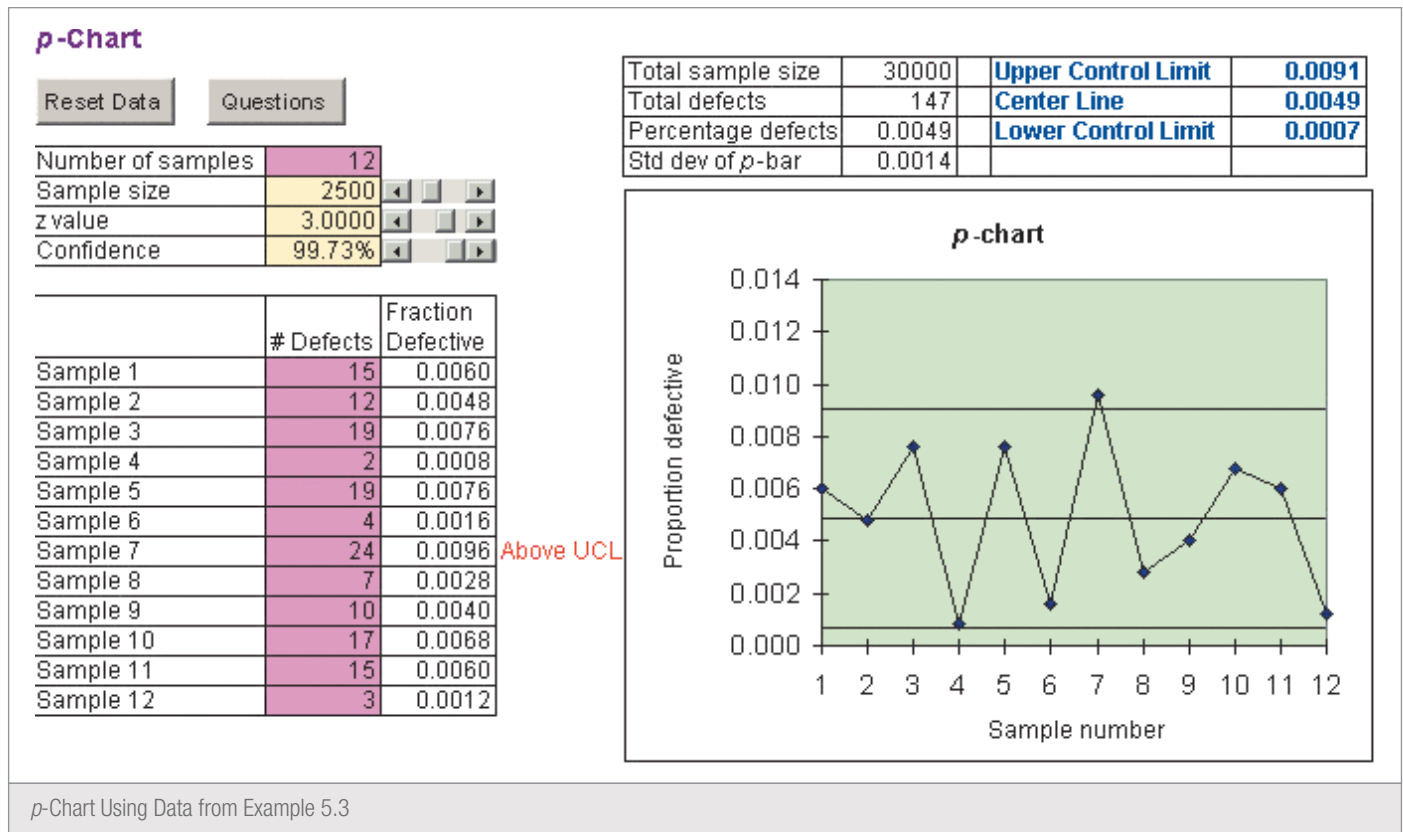 p-Chart
Reset Data Questions
Number of samples 12
Sample size 2500
z value 3.0000
Confidence 99.73%
Total sample size 30000 Upper Control Limit 0.0091
Total defects 147 Center Line 0.0049
Percentage defects 0.0049 Lower Control Limit 0.0007
Std dev of p-bar 0.0014
# Defects Fraction Defective
Sample 1 15 0.0060
Sample 2 12 0.0048
Sample 3 19 0.0076
Sample 4 2 0.0008
Sample 5 19 0.0076
Sample 6 4 0.0016
Sample 7 24 0.0096 Above UCL
Sample 8 7 0.0028
Sample 9 10 0.0040
Sample 10 17 0.0068
Sample 11 15 0.0060
Sample 12 3 0.0012
p-chart
Proportion defective
0.014
0.012
0.010
0.008
0.006
0.004
0.002
0.000
1 2 3 4 5 6 7 8 9 10 11 12
Sample number
p-Chart Using Data from Example 5.3